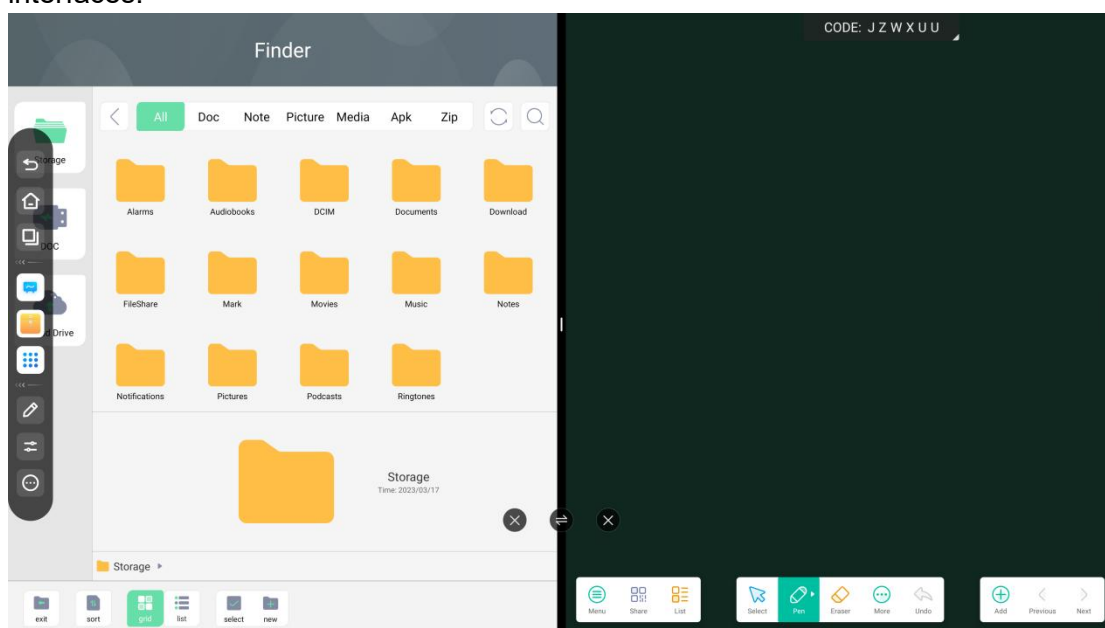 Finder
CODE: J Z W X U U
All Doc Note Picture Media Apk Zip
Storage
Alarms Audiobooks DCIM Documents Download
DOC
FileShare Mark Movies Music Notes
Drive
Notifications Pictures Podcasts Ringtones
Storage
Time: 2023/03/17
Storage
exit sort grid list select new
Menu Share List Select Pen Eraser More Undo Add Previous Next